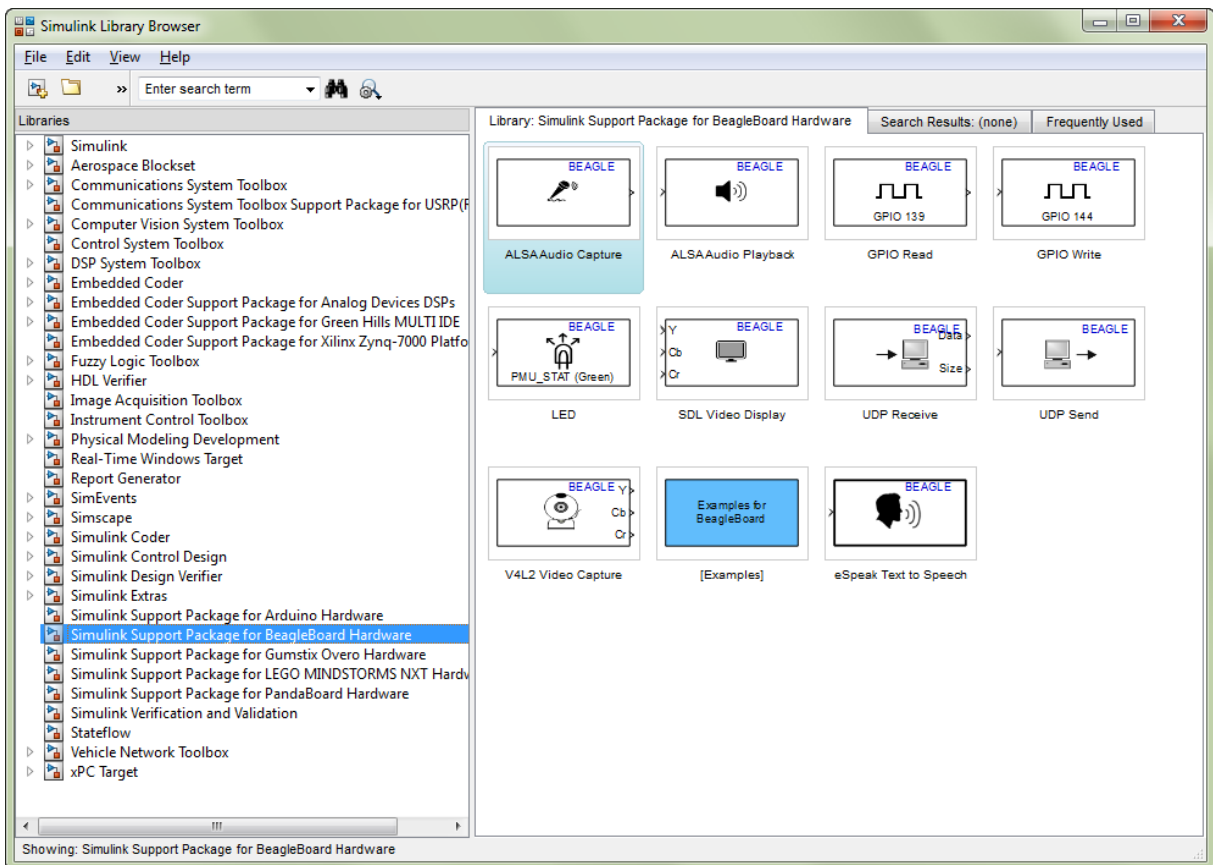 Simulink Library Browser
File Edit View Help
» Enter search term
Libraries
Simulink
Aerospace Blockset
Communications System Toolbox
Communications System Toolbox Support Package for USRP(R
Computer Vision System Toolbox
Control System Toolbox
DSP System Toolbox
Embedded Coder
Embedded Coder Support Package for Analog Devices DSPs
Embedded Coder Support Package for Green Hills MULTI IDE
Embedded Coder Support Package for Xilinx Zynq-7000 Platfo
Fuzzy Logic Toolbox
HDL Verifier
Image Acquisition Toolbox
Instrument Control Toolbox
Physical Modeling Development
Real-Time Windows Target
Report Generator
SimEvents
Simscape
Simulink Coder
Simulink Control Design
Simulink Design Verifier
Simulink Extras
Simulink Support Package for Arduino Hardware
Simulink Support Package for BeagleBoard Hardware
Simulink Support Package for Gumstix Overo Hardware
Simulink Support Package for LEGO MINDSTORMS NXT Hardw
Simulink Support Package for PandaBoard Hardware
Simulink Verification and Validation
Stateflow
Vehicle Network Toolbox
xPC Target
Library: Simulink Support Package for BeagleBoard Hardware Search Results: (none) Frequently Used
BEAGLE BEAGLE BEAGLE BEAGLE
GPIO 139 GPIO 144
ALSA Audio Capture ALSA Audio Playback GPIO Read GPIO Write
BEAGLE Y BEAGLE BEAGLE Data BEAGLE
Cb
PMU_STAT (Green) Cr Size
LED SDL Video Display UDP Receive UDP Send
BEAGLE Y BEAGLE
Cb Examples for
BeagleBoard
Cr
V4L2 Video Capture [Examples] eSpeak Text to Speech
Showing: Simulink Support Package for BeagleBoard Hardware